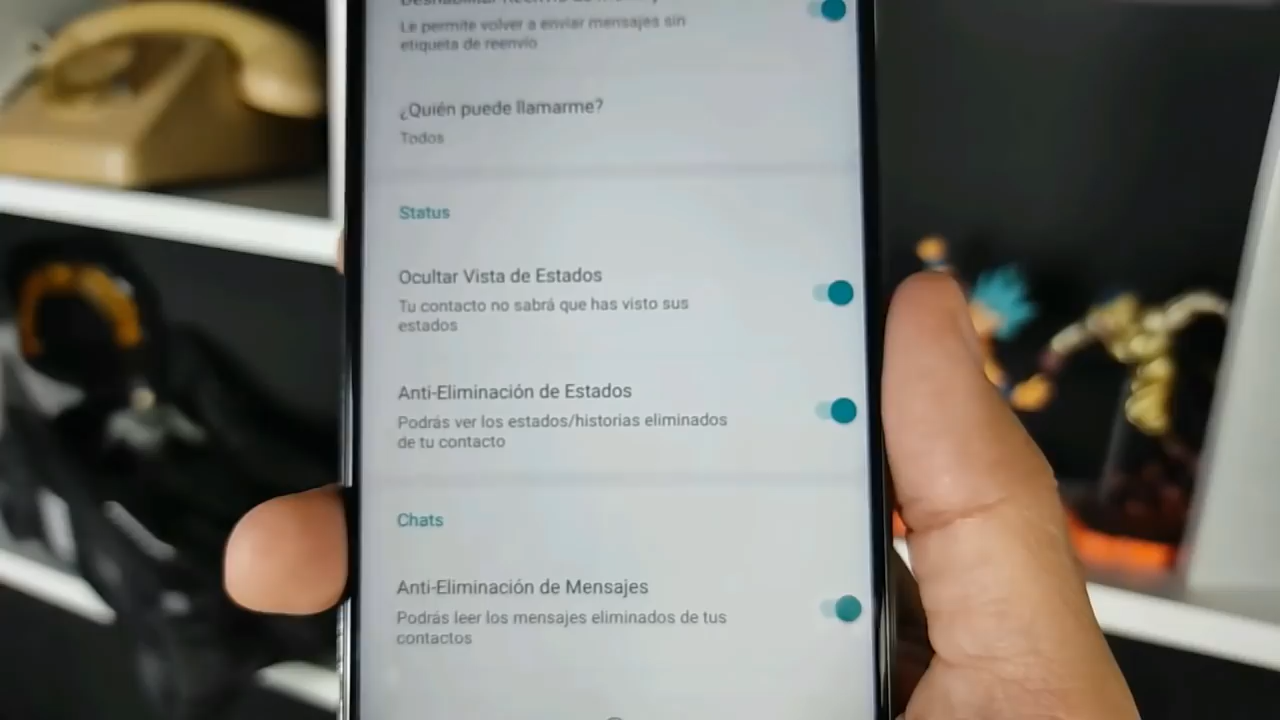 Le permite volver a enviar mensajes sin
etiqueta de reenvío
¿Quién puede llamarme?
Todos
Status
Ocultar Vista de Estados
Tu contacto no sabrá que has visto sus
estados
Anti-Eliminación de Estados
Podrás ver los estados/historias eliminados
de tu contacto
Chats
Anti-Eliminación de Mensajes
Podrás leer los mensajes eliminados de tus
contactos